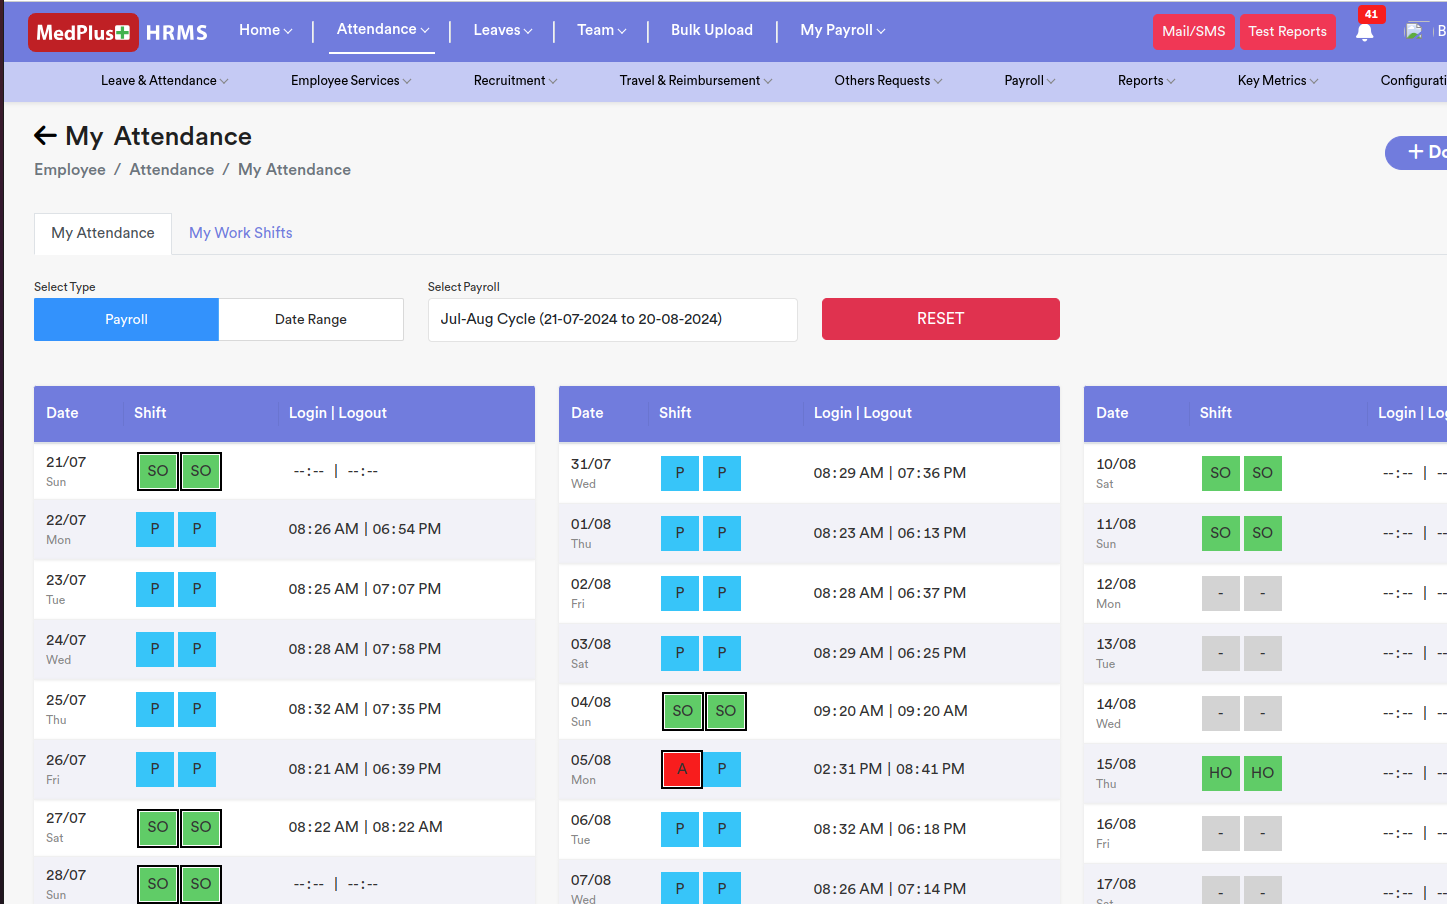 MedPlus HRMS Home | Attendance | Leaves | Team | Bulk Upload | My Payroll Mail/SMS Test Reports 41 B
Leave & Attendance Employee Services Recruitment Travel & Reimbursement Others Requests Payroll Reports Key Metrics Configurati
My Attendance
+ Do
Employee / Attendance / My Attendance
My Attendance My Work Shifts
Select Type Select Payroll
Payroll Date Range Jul-Aug Cycle (21-07-2024 to 20-08-2024) RESET
Date Shift Login | Logout
21/07 SO SO --:-- | --:--
Sun
22/07 P P 08:26 AM | 06:54 PM
Mon
23/07 P P 08:25 AM | 07:07 PM
Tue
24/07 P P 08:28 AM | 07:58 PM
Wed
25/07 P P 08:32 AM | 07:35 PM
Thu
26/07 P P 08:21 AM | 06:39 PM
Fri
27/07 SO SO 08:22 AM | 08:22 AM
Sat
28/07 SO SO --:-- | --:--
Sun
Date Shift Login | Logout
31/07 P P 08:29 AM | 07:36 PM
Wed
01/08 P P 08:23 AM | 06:13 PM
Thu
02/08 P P 08:28 AM | 06:37 PM
Fri
03/08 P P 08:29 AM | 06:25 PM
Sat
04/08 SO SO 09:20 AM | 09:20 AM
Sun
05/08 A P 02:31 PM | 08:41 PM
Mon
06/08 P P 08:32 AM | 06:18 PM
Tue
07/08 P P 08:26 AM | 07:14 PM
Wed
Date Shift Login | Log
10/08 SO SO --:-- | --
Sat
11/08 SO SO --:-- | --
Sun
12/08 - - --:-- | --
Mon
13/08 - - --:-- | --
Tue
14/08 - - --:-- | --
Wed
15/08 HO HO --:-- | --
Thu
16/08 - - --:-- | --
Fri
17/08 - - --:-- | --
Sat